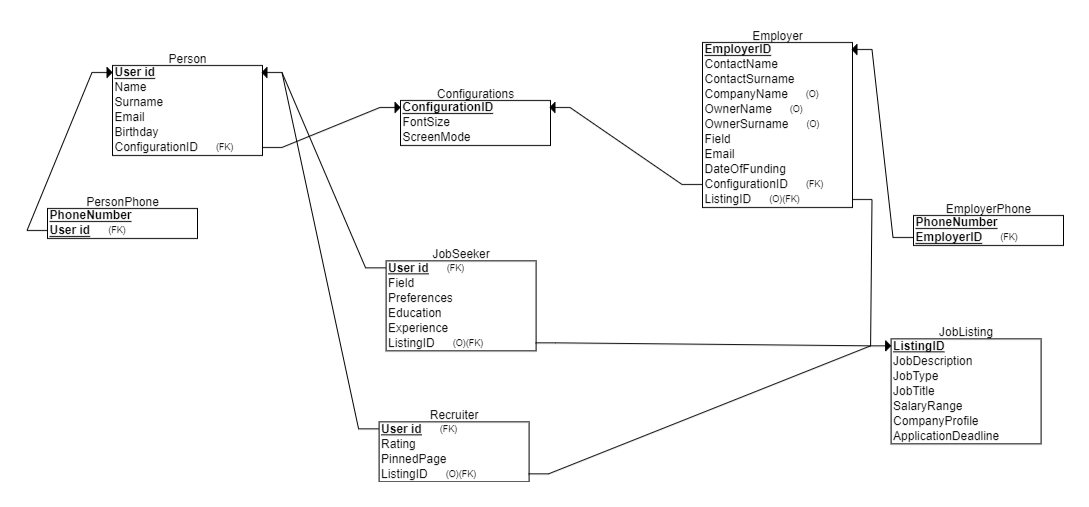 Person
User id
Name
Surname
Email
Birthday
ConfigurationID (FK)
PersonPhone
PhoneNumber
User id (FK)
Configurations
ConfigurationID
FontSize
ScreenMode
Employer
EmployerID
ContactName
ContactSurname
CompanyName (O)
OwnerName (O)
OwnerSurname (O)
Field
Email
DateOfFunding
ConfigurationID (FK)
ListingID (O)(FK)
EmployerPhone
PhoneNumber
EmployerID (FK)
JobSeeker
User id (FK)
Field
Preferences
Education
Experience
ListingID (O)(FK)
JobListing
ListingID
JobDescription
JobType
JobTitle
SalaryRange
CompanyProfile
ApplicationDeadline
Recruiter
User id (FK)
Rating
PinnedPage
ListingID (O)(FK)